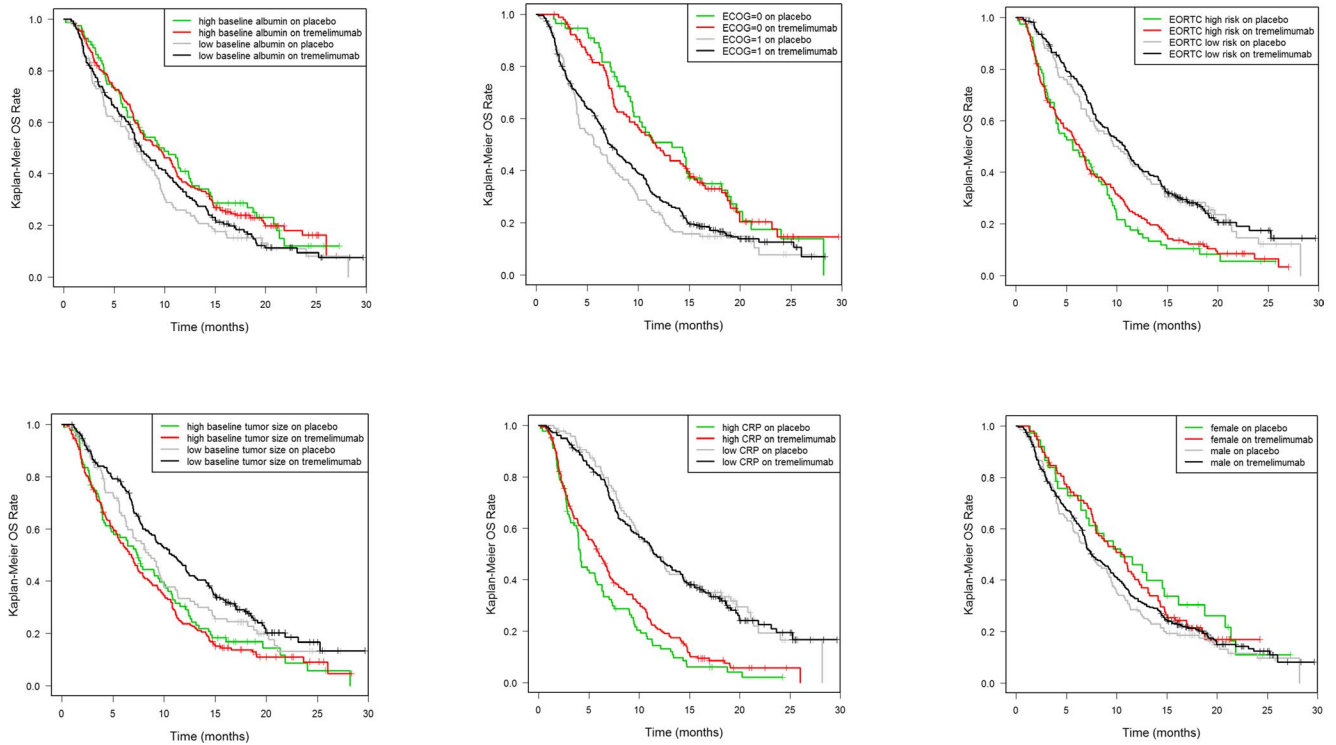 high baseline albumin on placebo
high baseline albumin on tremelimumab
low baseline albumin on placebo
low baseline albumin on tremelimumab
Kaplan-Meier OS Rate
1.0
0.8
0.6
0.4
0.2
0.0
0 5 10 15 20 25 30
Time (months)
ECOG=0 on placebo
ECOG=0 on tremelimumab
ECOG=1 on placebo
ECOG=1 on tremelimumab
Kaplan-Meier OS Rate
1.0
0.8
0.6
0.4
0.2
0.0
0 5 10 15 20 25 30
Time (months)
EORTC high risk on placebo
EORTC high risk on tremelimumab
EORTC low risk on placebo
EORTC low risk on tremelimumab
Kaplan-Meier OS Rate
1.0
0.8
0.6
0.4
0.2
0.0
0 5 10 15 20 25 30
Time (months)
high baseline tumor size on placebo
high baseline tumor size on tremelimumab
low baseline tumor size on placebo
low baseline tumor size on tremelimumab
Kaplan-Meier OS Rate
1.0
0.8
0.6
0.4
0.2
0.0
0 5 10 15 20 25 30
Time (months)
high CRP on placebo
high CRP on tremelimumab
low CRP on placebo
low CRP on tremelimumab
Kaplan-Meier OS Rate
1.0
0.8
0.6
0.4
0.2
0.0
0 5 10 15 20 25 30
Time (months)
female on placebo
female on tremelimumab
male on placebo
male on tremelimumab
Kaplan-Meier OS Rate
1.0
0.8
0.6
0.4
0.2
0.0
0 5 10 15 20 25 30
Time (months)